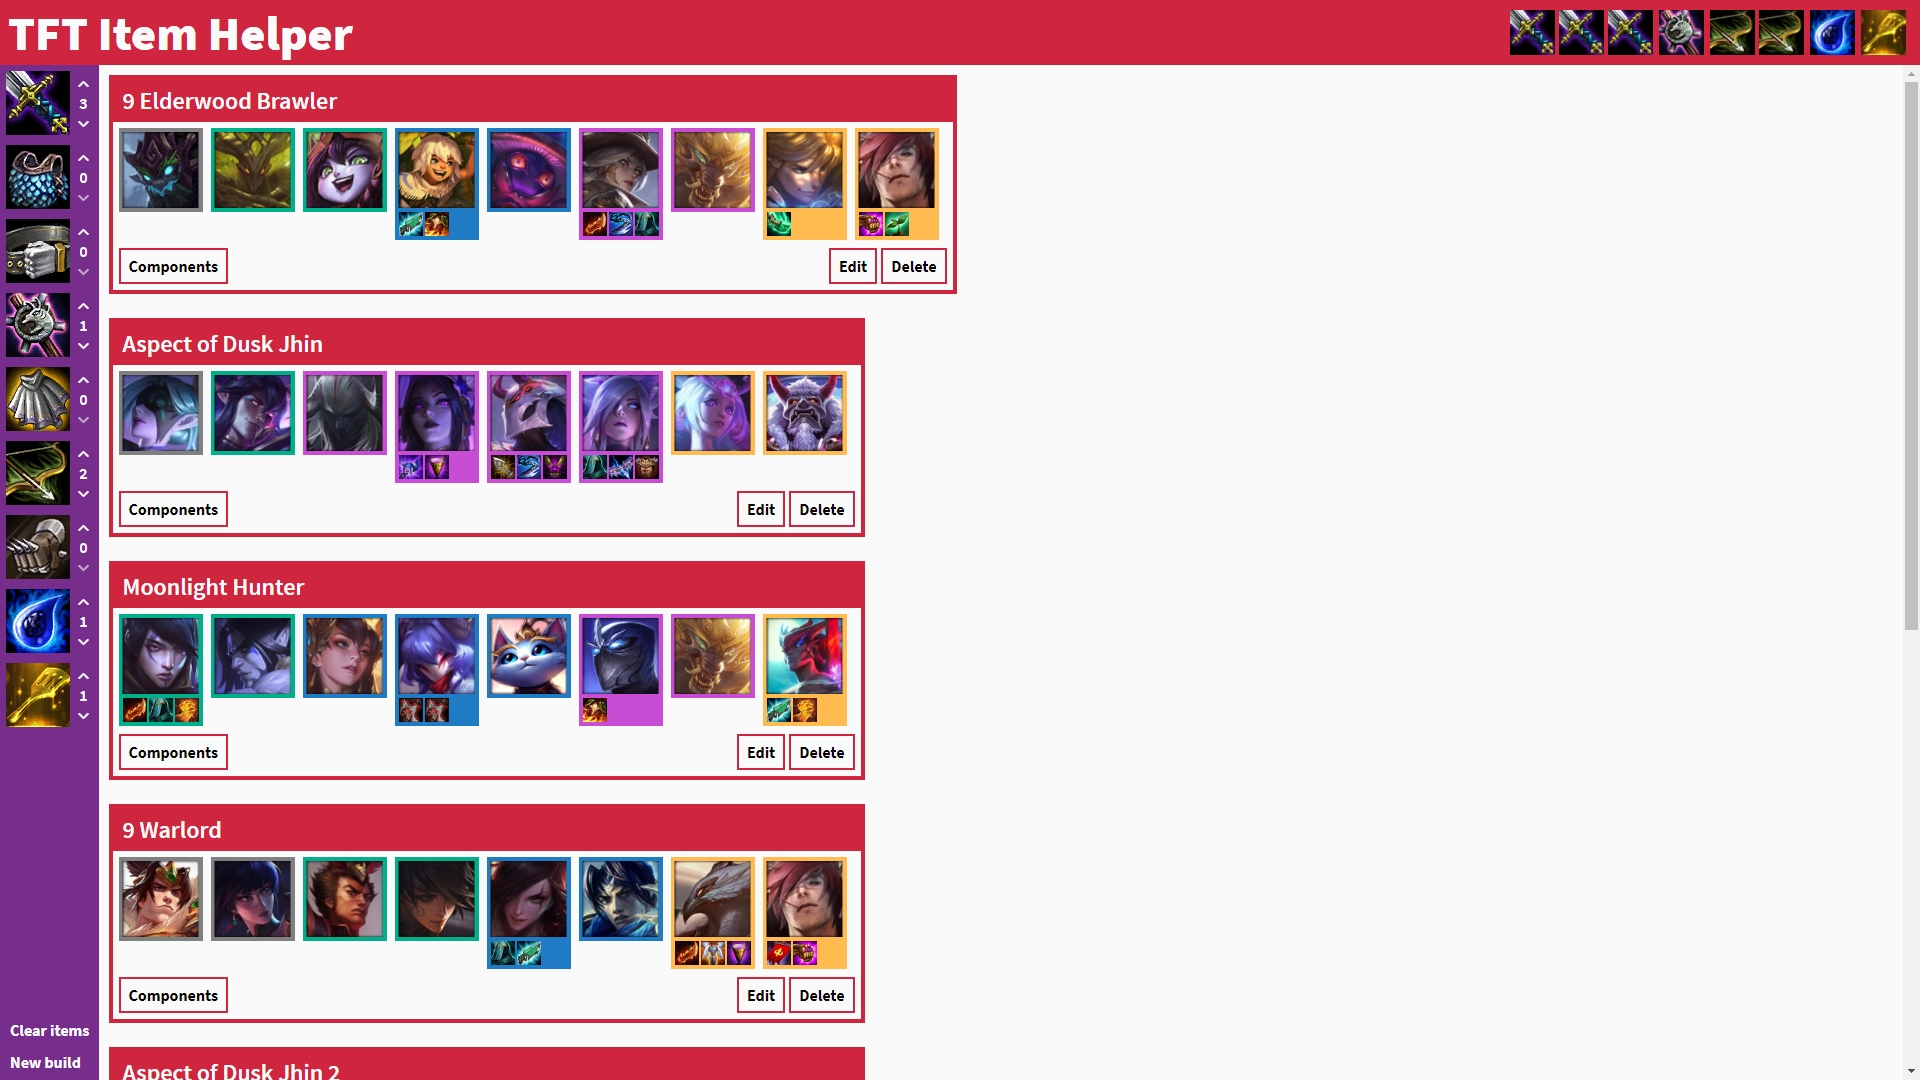 TFT Item Helper
3
0
0
1
0
2
0
1
1
Clear items
New build
9 Elderwood Brawler
Components
Edit
Delete
Aspect of Dusk Jhin
Components
Edit
Delete
Moonlight Hunter
Components
Edit
Delete
9 Warlord
Components
Edit
Delete
Aspect of Dusk Jhin 2